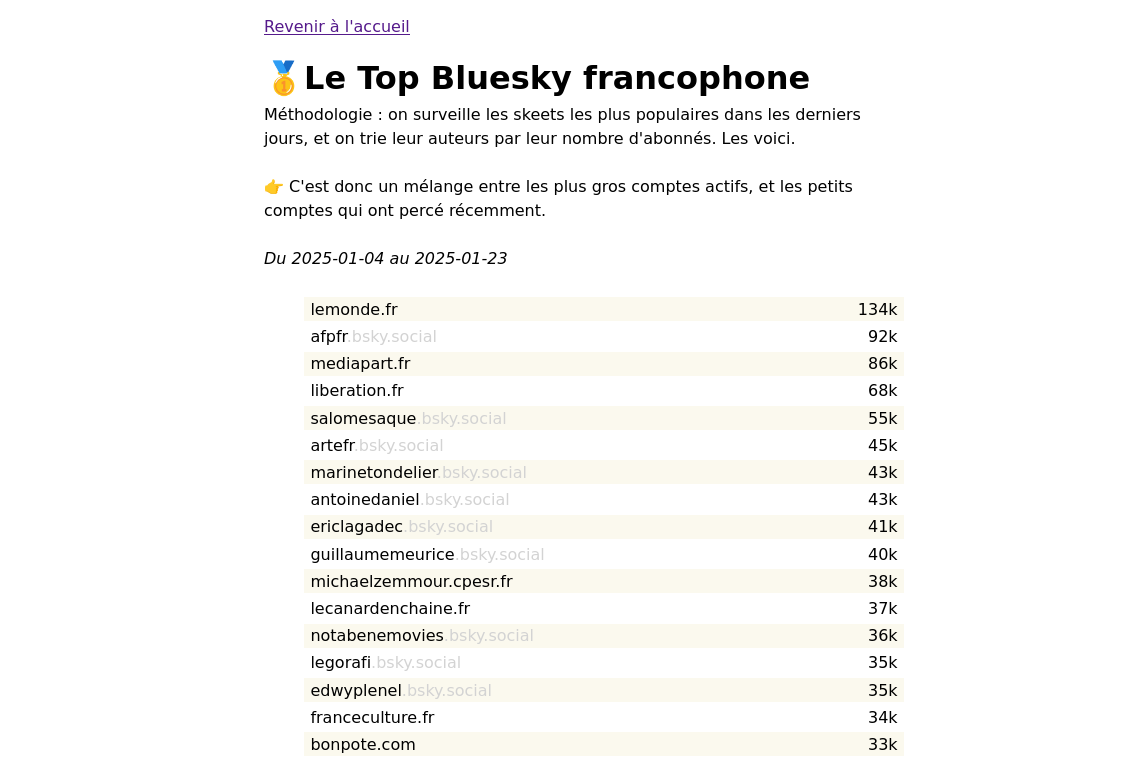 Revenir à l'accueil
🥇Le Top Bluesky francophone
Méthodologie : on surveille les skeets les plus populaires dans les derniers
jours, et on trie leur auteurs par leur nombre d'abonnés. Les voici.
👉 C'est donc un mélange entre les plus gros comptes actifs, et les petits
comptes qui ont percé récemment.
Du 2025-01-04 au 2025-01-23
lemonde.fr 134k
afpfr.bsky.social 92k
mediapart.fr 86k
liberation.fr 68k
salomesaque.bsky.social 55k
artefr.bsky.social 45k
marinetondelier.bsky.social 43k
antoinedaniel.bsky.social 43k
ericlagadec.bsky.social 41k
guillaumemeurice.bsky.social 40k
michaelzemmour.cpesr.fr 38k
lecanardenchaine.fr 37k
notabenemovies.bsky.social 36k
legorafi.bsky.social 35k
edwyplenel.bsky.social 35k
franceculture.fr 34k
bonpote.com 33k